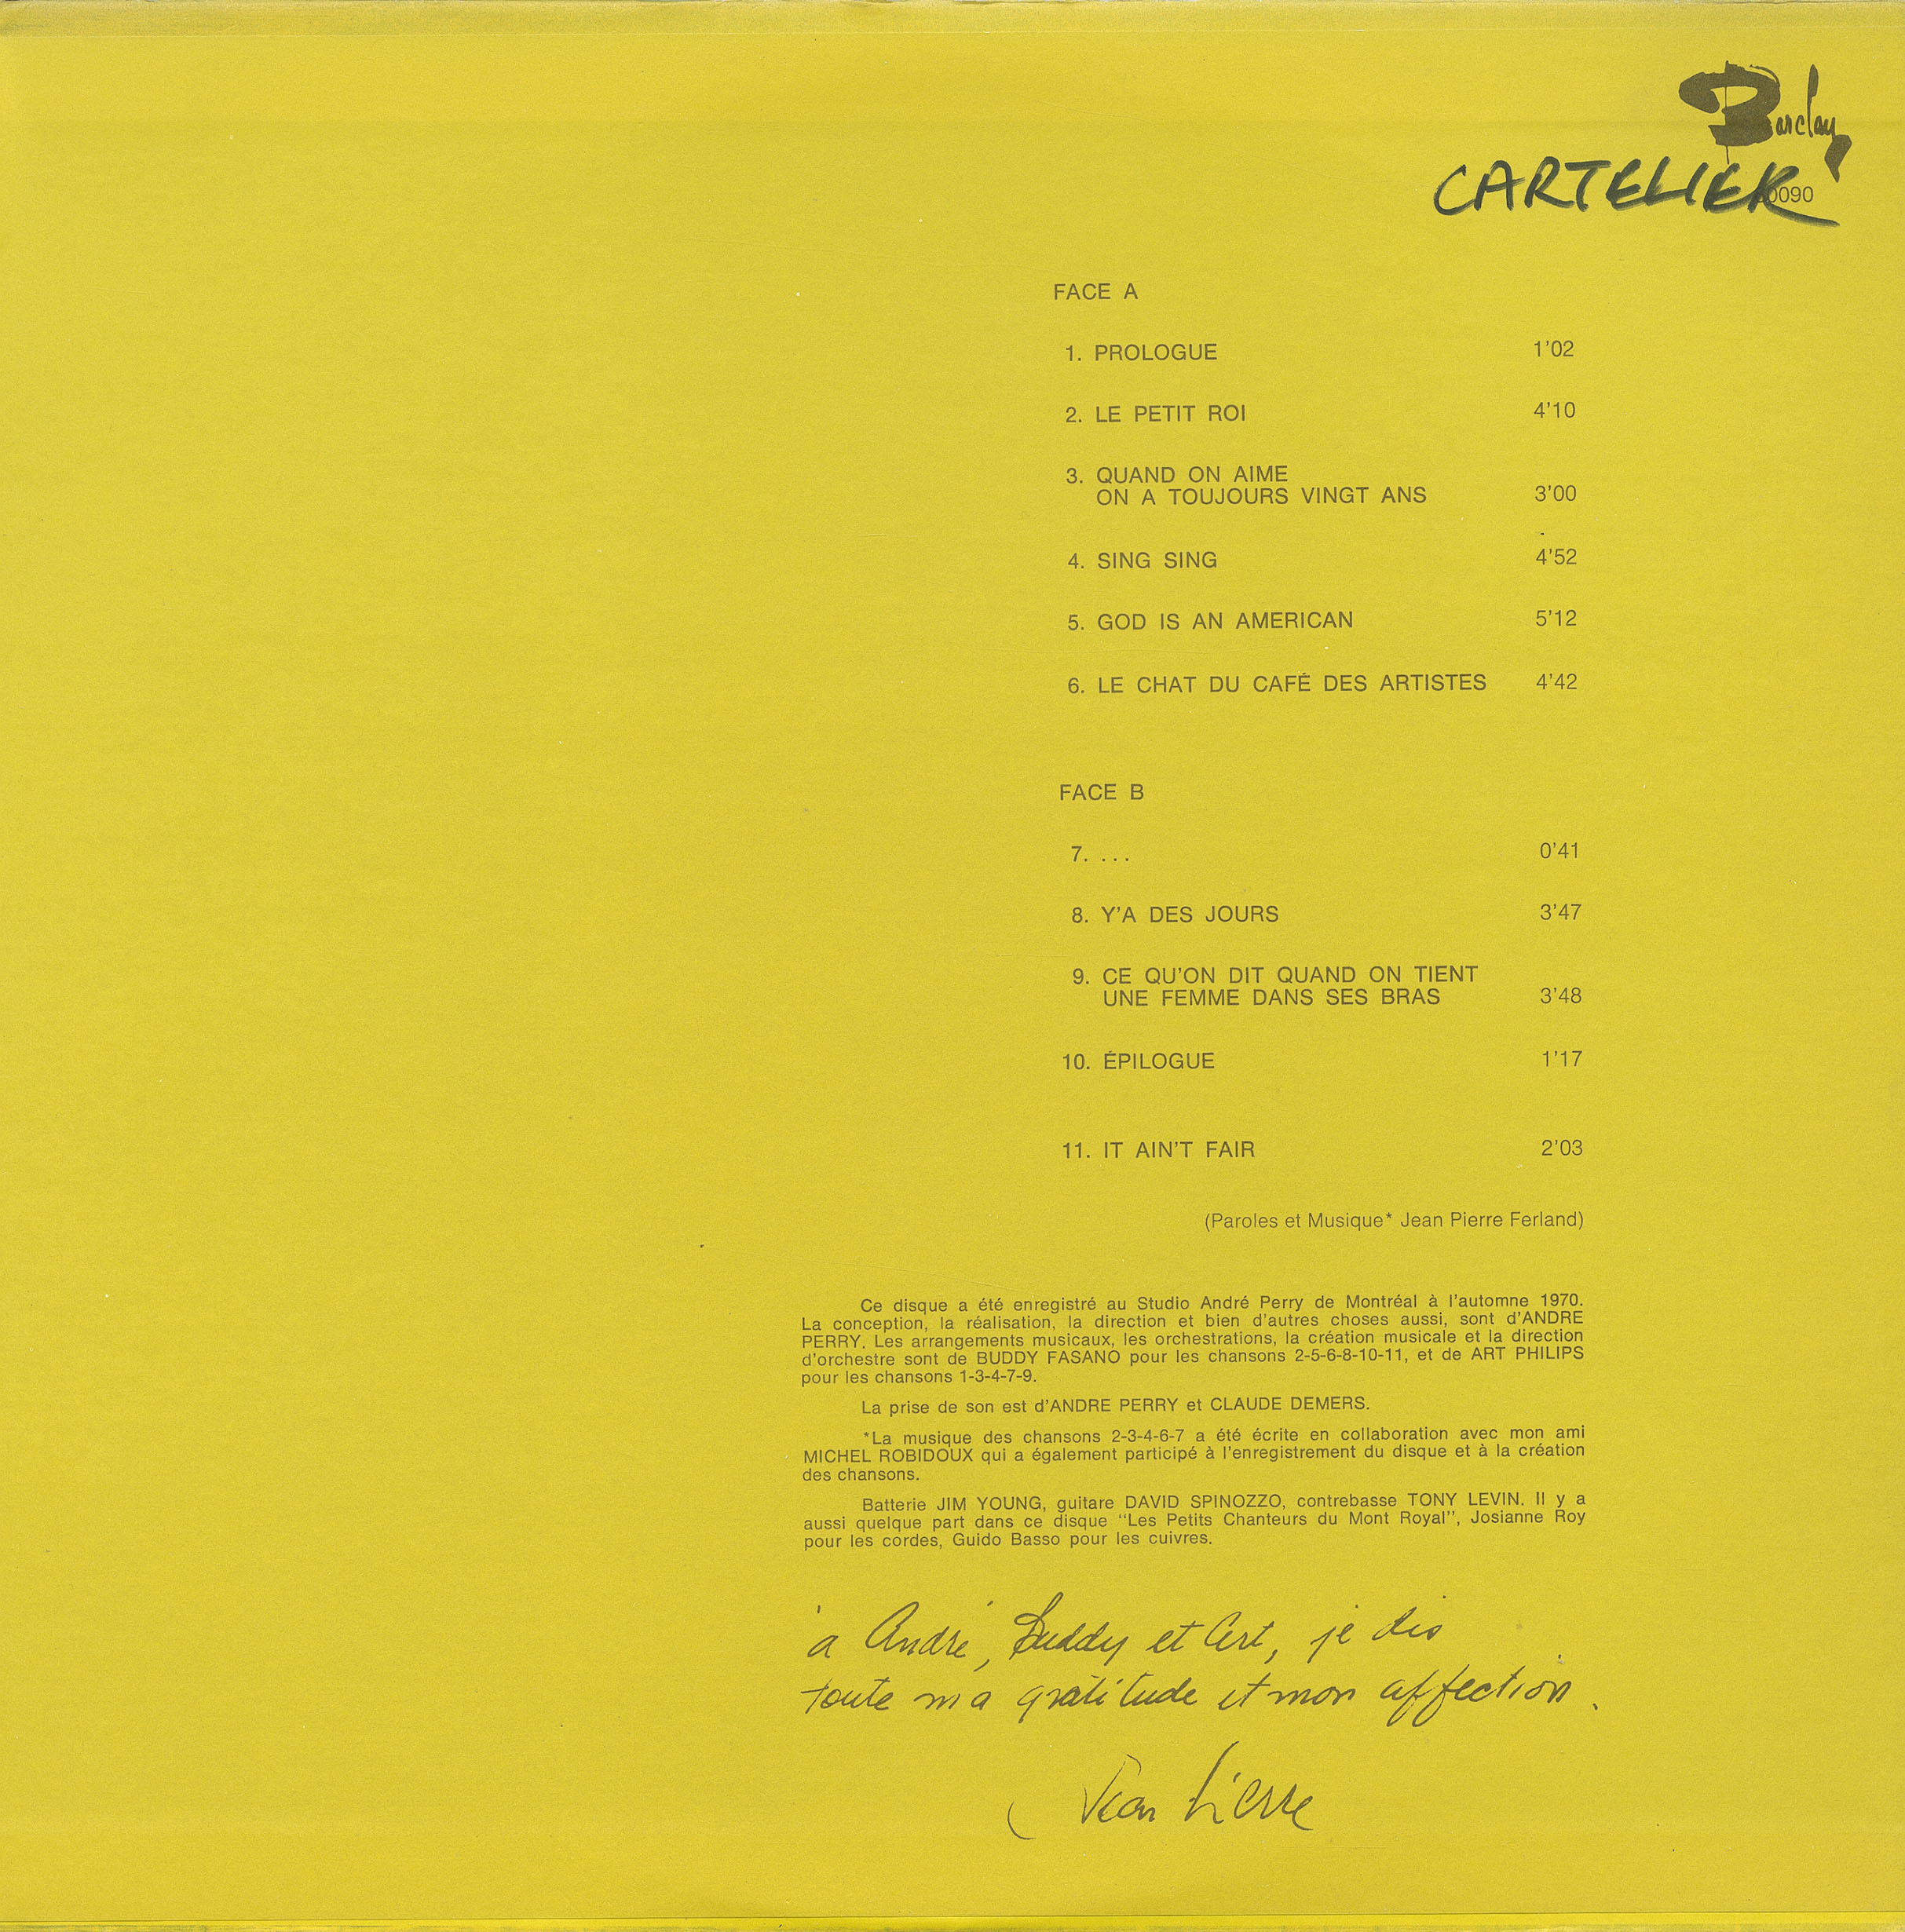 Barclay
CARTELIER
0090
FACE A
1. PROLOGUE 1'02
2. LE PETIT ROI 4'10
3. QUAND ON AIME
ON A TOUJOURS VINGT ANS 3'00
4. SING SING 4'52
5. GOD IS AN AMERICAN 5'12
6. LE CHAT DU CAFÉ DES ARTISTES 4'42
FACE B
7. ... 0'41
8. Y'A DES JOURS 3'47
9. CE QU'ON DIT QUAND ON TIENT
UNE FEMME DANS SES BRAS 3'48
10. ÉPILOGUE 1'17
11. IT AIN'T FAIR 2'03
(Paroles et Musique* Jean Pierre Ferland)
Ce disque a été enregistré au Studio André Perry de Montréal à l'automne 1970.
La conception, la réalisation, la direction et bien d'autres choses aussi, sont d'ANDRE
PERRY. Les arrangements musicaux, les orchestrations, la création musicale et la direction
d'orchestre sont de BUDDY FASANO pour les chansons 2-5-6-8-10-11, et de ART PHILIPS
pour les chansons 1-3-4-7-9.
La prise de son est d'ANDRE PERRY et CLAUDE DEMERS.
*La musique des chansons 2-3-4-6-7 a été écrite en collaboration avec mon ami
MICHEL ROBIDOUX qui a également participé à l'enregistrement du disque et à la création
des chansons.
Batterie JIM YOUNG, guitare DAVID SPINOZZO, contrebasse TONY LEVIN. Il y a
aussi quelque part dans ce disque "Les Petits Chanteurs du Mont Royal", Josianne Roy
pour les cordes, Guido Basso pour les cuivres.
à André, Buddy et Art, je dis
toute ma gratitude et mon affection.
Jean Pierre